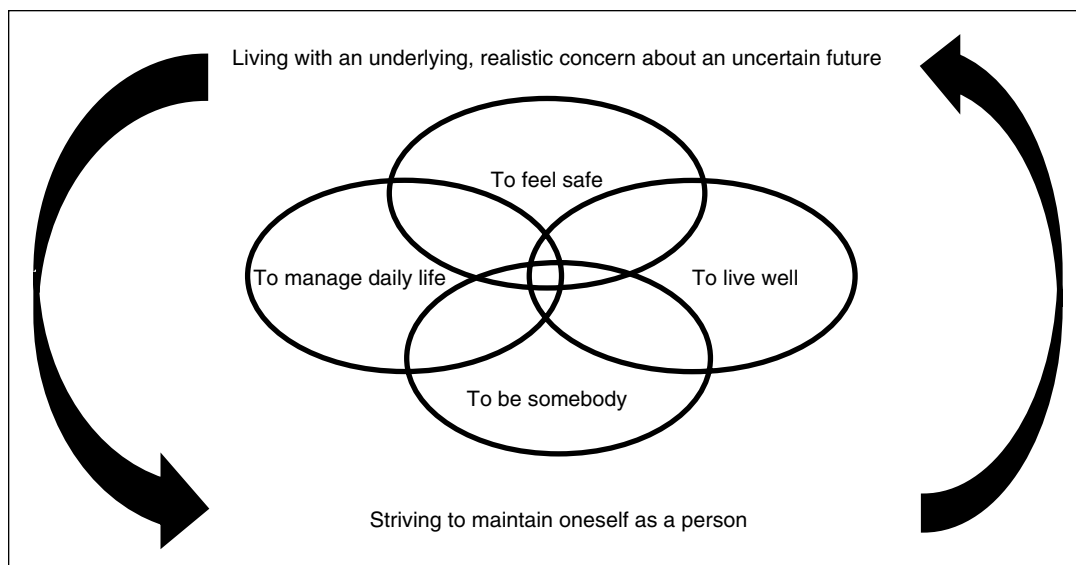 Living with an underlying, realistic concern about an uncertain future
To feel safe
To manage daily life
To live well
To be somebody
Striving to maintain oneself as a person